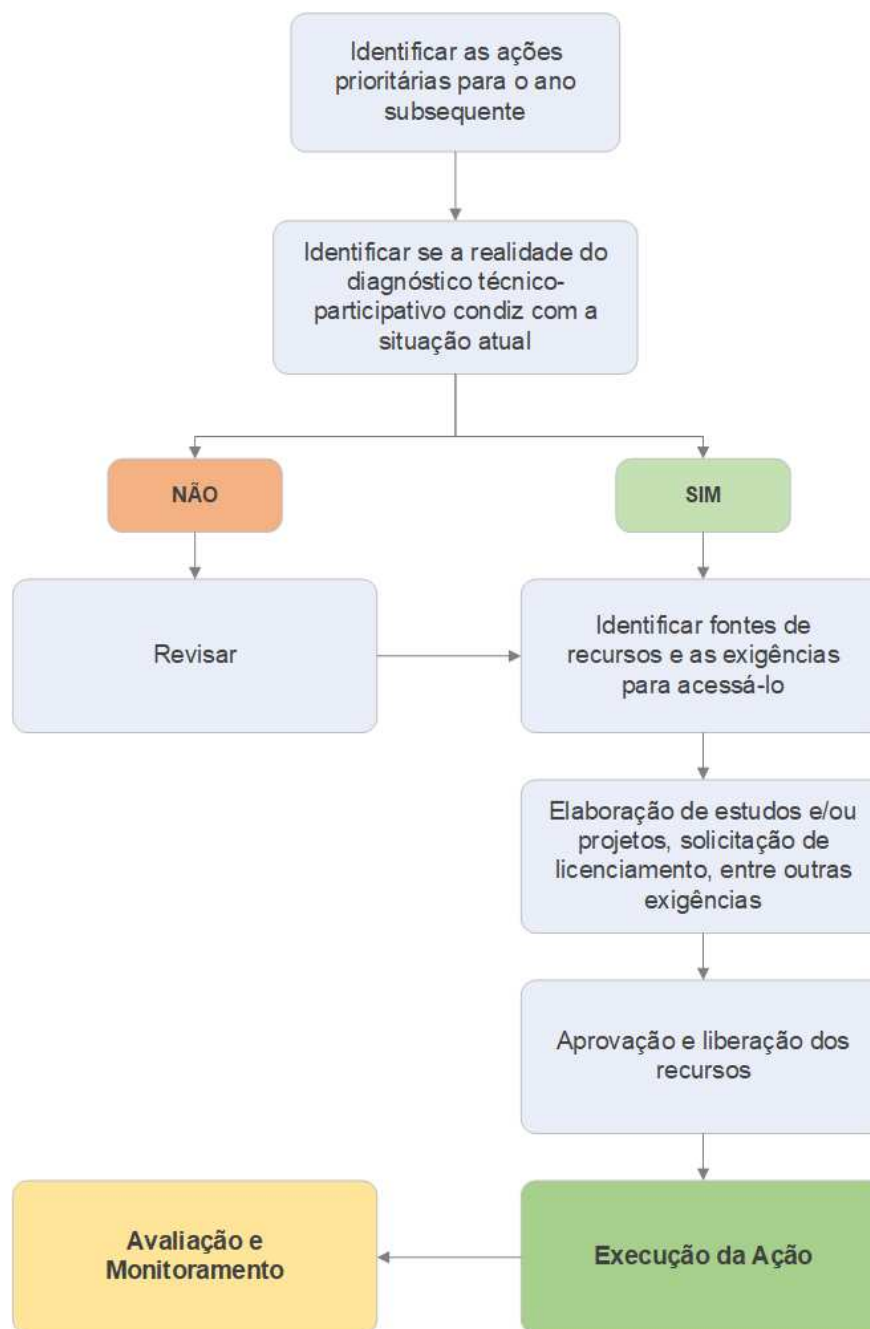 Identificar as ações
prioritárias para o ano
subsequente
Identificar se a realidade do
diagnóstico técnico-
participativo condiz com a
situação atual
NÃO
SIM
Revisar
Identificar fontes de
recursos e as exigências
para acessá-lo
Elaboração de estudos e/ou
projetos, solicitação de
licenciamento, entre outras
exigências
Aprovação e liberação dos
recursos
Avaliação e
Monitoramento
Execução da Ação